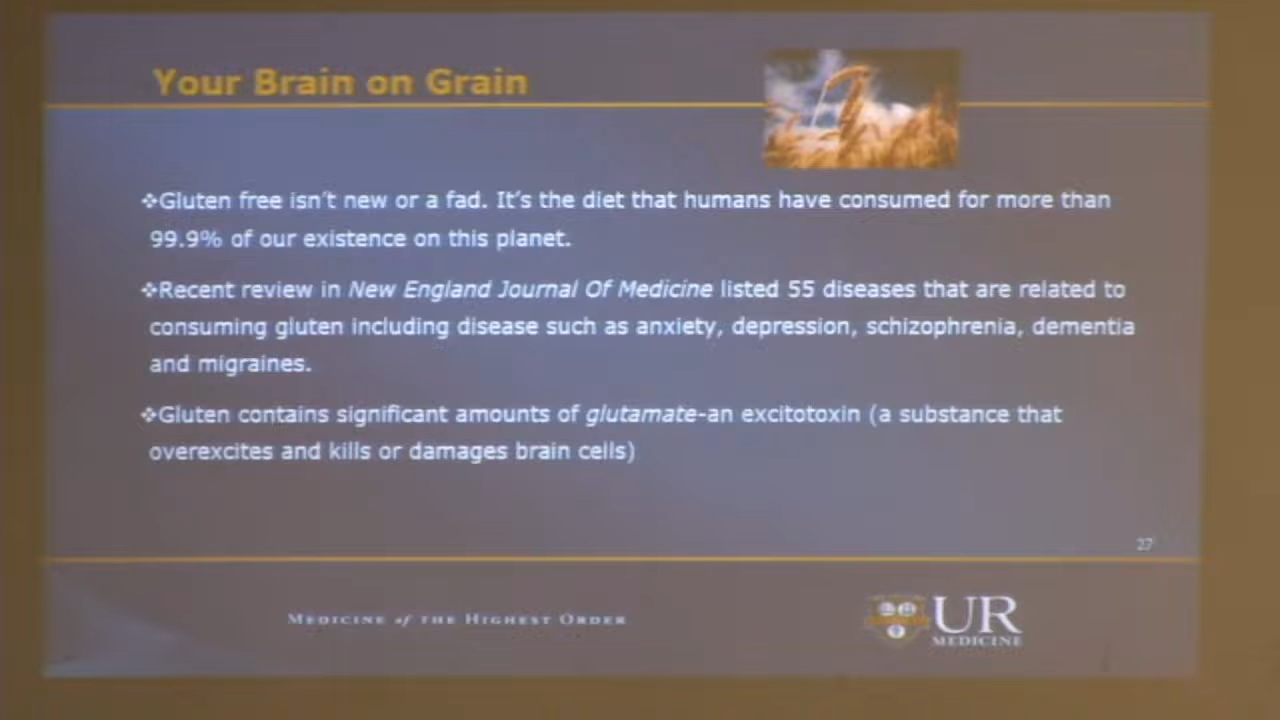 Your Brain on Grain
❖Gluten free isn't new or a fad. It's the diet that humans have consumed for more than
99.9% of our existence on this planet.
❖Recent review in New England Journal Of Medicine listed 55 diseases that are related to
consuming gluten including disease such as anxiety, depression, schizophrenia, dementia
and migraines.
❖Gluten contains significant amounts of glutamate-an excitotoxin (a substance that
overexcites and kills or damages brain cells)
27
MEDICINE of THE HIGHEST ORDER
UR
MEDICINE